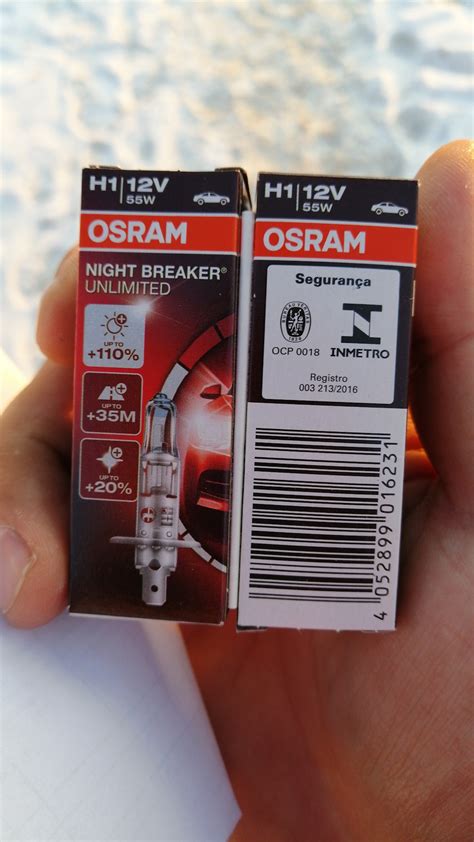 H1 12V
55W
OSRAM
NIGHT BREAKER®
UNLIMITED
UP TO
+110%
UP TO
+35M
UP TO
+20%
H1 12V
55W
OSRAM
Segurança
OCP 0018
INMETRO
Registro
003 213/2016
4 052899 016231